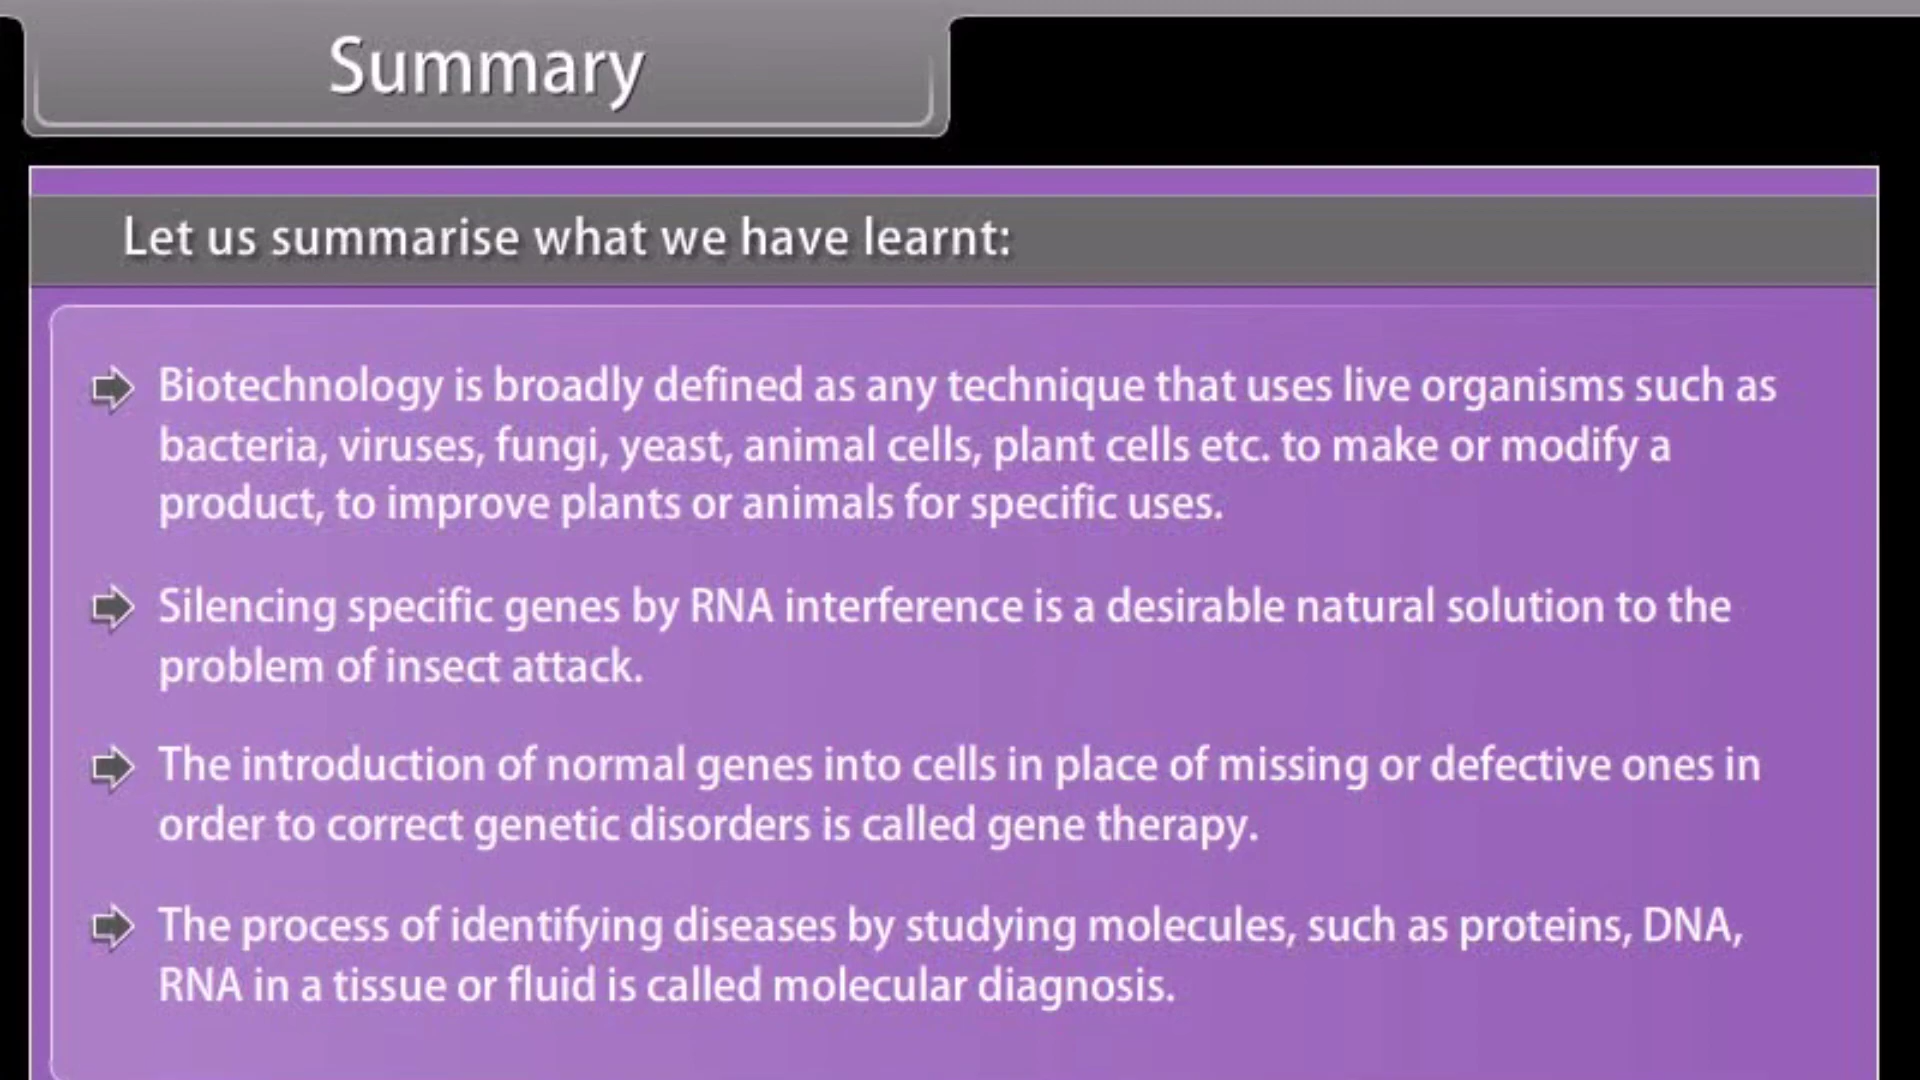 Summary
Let us summarise what we have learnt:
Biotechnology is broadly defined as any technique that uses live organisms such as
bacteria, viruses, fungi, yeast, animal cells, plant cells etc. to make or modify a
product, to improve plants or animals for specific uses.
Silencing specific genes by RNA interference is a desirable natural solution to the
problem of insect attack.
The introduction of normal genes into cells in place of missing or defective ones in
order to correct genetic disorders is called gene therapy.
The process of identifying diseases by studying molecules, such as proteins, DNA,
RNA in a tissue or fluid is called molecular diagnosis.